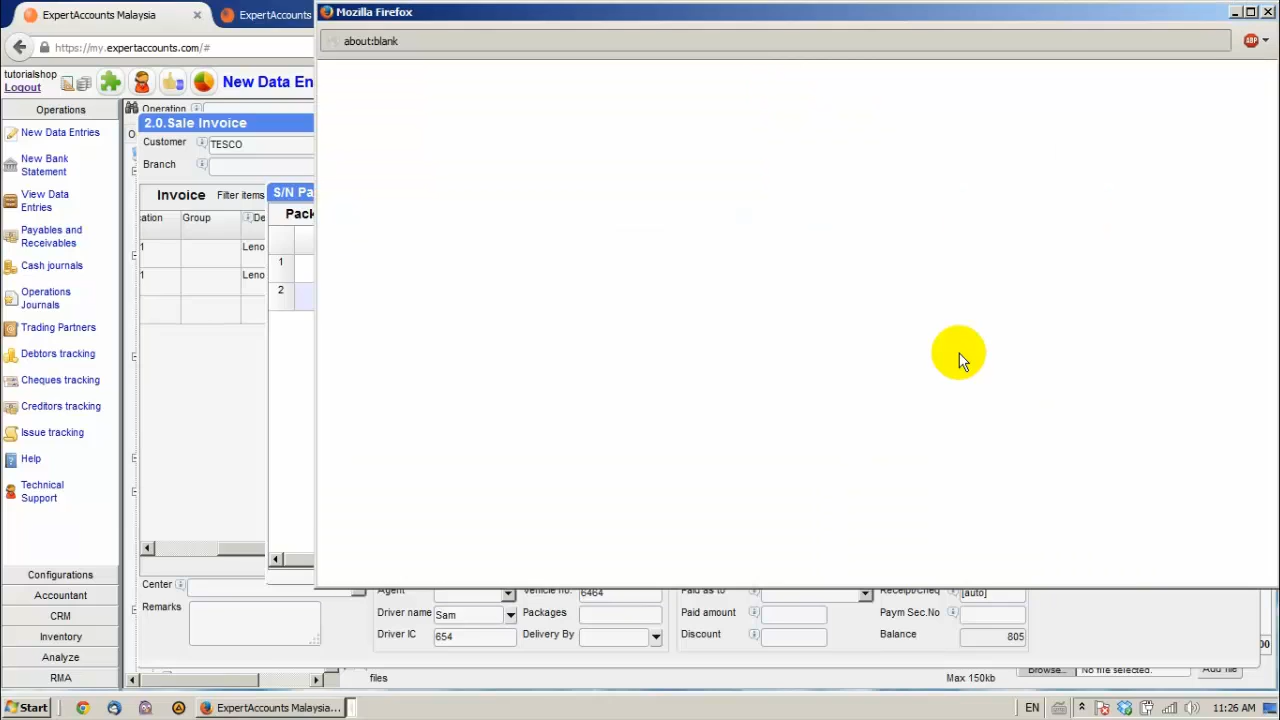 ExpertAccounts Malaysia
ExpertAccounts
Mozilla Firefox
https://my.expertaccounts.com/#
about:blank
ABP
tutorialshop
Logout
New Data En
Operations
Operation
New Data Entries
2.0.Sale Invoice
Customer
TESCO
Branch
New Bank
Statement
View Data
Entries
Invoice
Filter items
S/N Pa
Pack
ation
Group
De
Payables and
Receivables
1
Leno
1
Cash journals
1
Leno
2
Operations
Journals
Trading Partners
Debtors tracking
Cheques tracking
Creditors tracking
Issue tracking
Help
Technical
Support
Configurations
Accountant
CRM
Inventory
Analyze
RMA
Center
Agent
Vehicle no.
6464
Paid as to
Receipt/Cheq
[auto]
Remarks
Driver name
Sam
Packages
Paid amount
Paym Sec.No
Driver IC
654
Delivery By
Discount
Balance
805
00
files
Max 150kb
Browse...
No file selected.
Add file
Start
ExpertAccounts Malaysia...
EN
11:26 AM